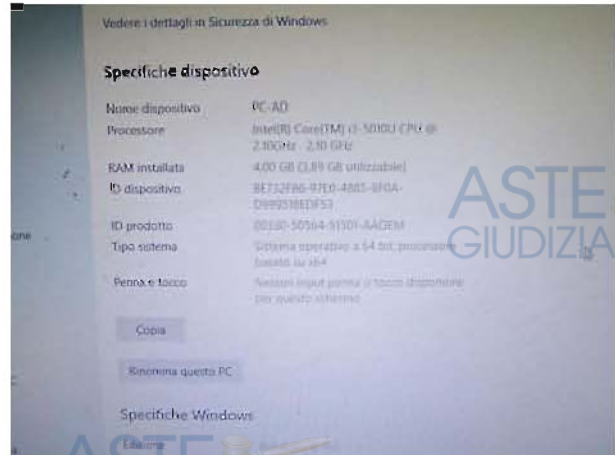 Vedere i dettagli in Sicurezza di Windows
Specifiche dispositivo
Nome dispositivo PC-AD
Processore Intel(R) Core(TM) i3-5010U CPU @
2.10GHz 2.10 GHz
RAM installata 4,00 GB (3,89 GB utilizzabile)
ID dispositivo
ID prodotto
Tipo sistema Sistema operativo a 64 bit, processore
basato su x64
Penna e tocco Nessun input penna o tocco disponibile
per questo schermo
Copia
Rinomina questo PC
Specifiche Windows
Edizione
ASTE
GIUDIZIA
ASTE